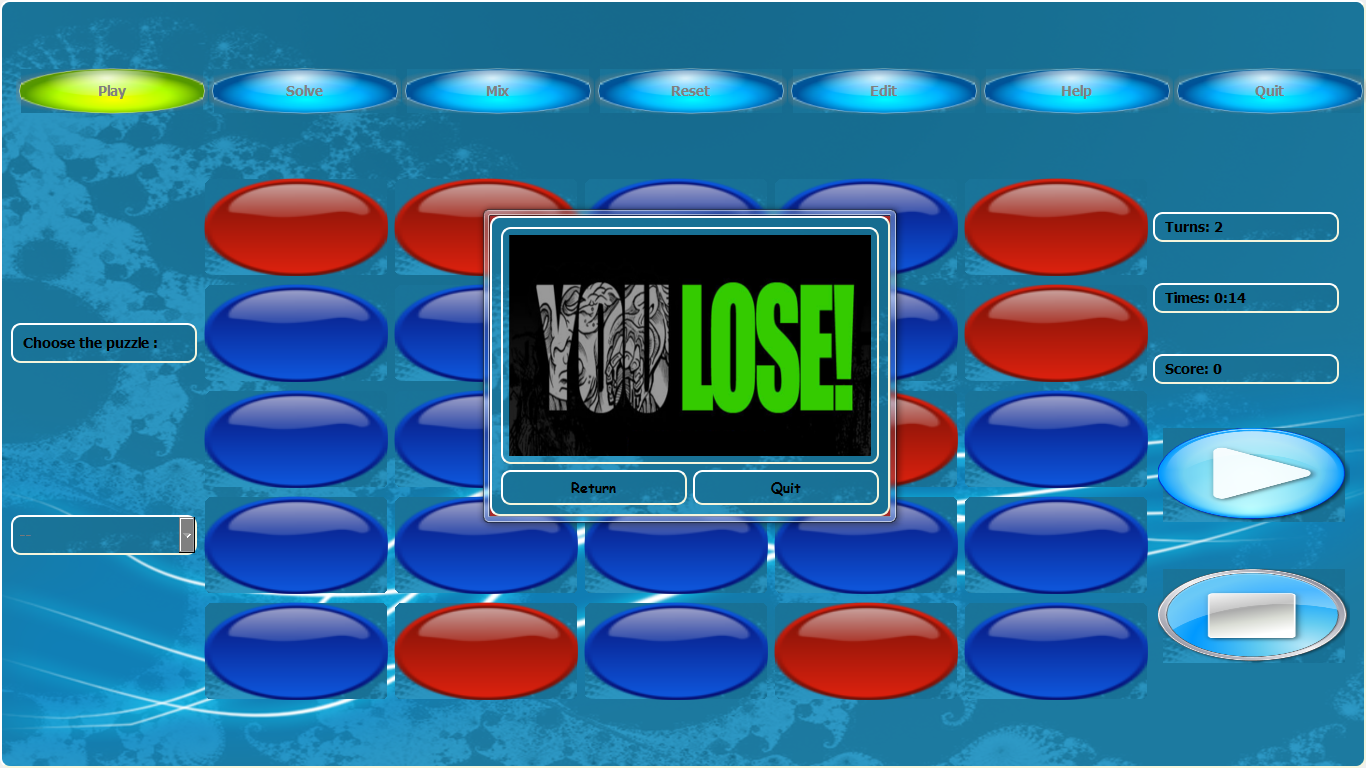 Play
Solve
Mix
Reset
Edit
Help
Quit
Turns: 2
Times: 0:14
Choose the puzzle :
Score: 0
YOU LOSE!
Return
Quit